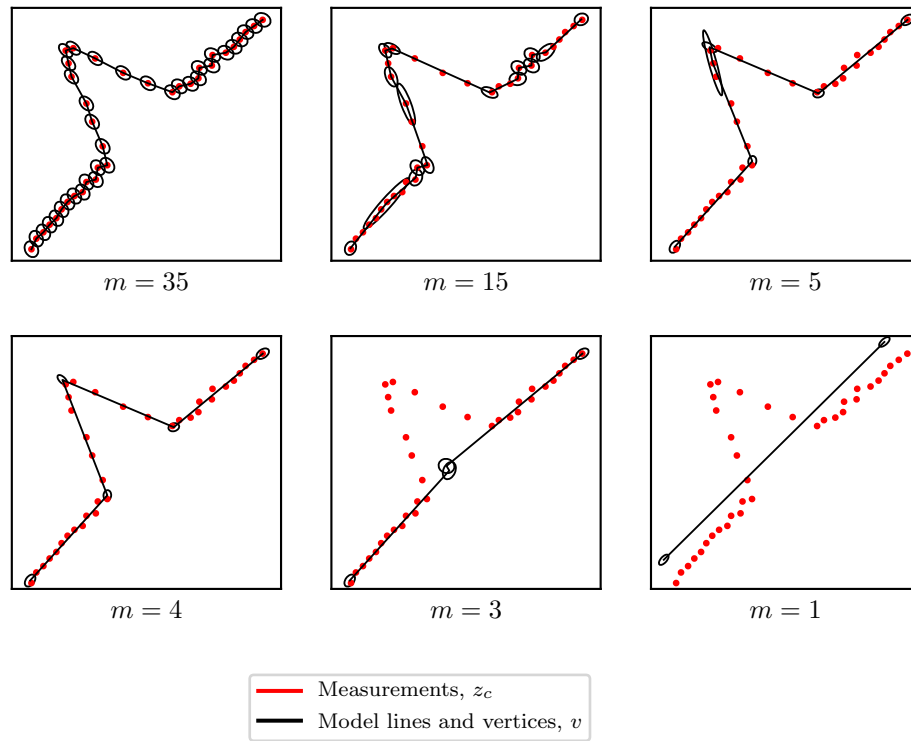 m = 35
m = 15
m = 5
m = 4
m = 3
m = 1
Measurements, z_c
Model lines and vertices, v